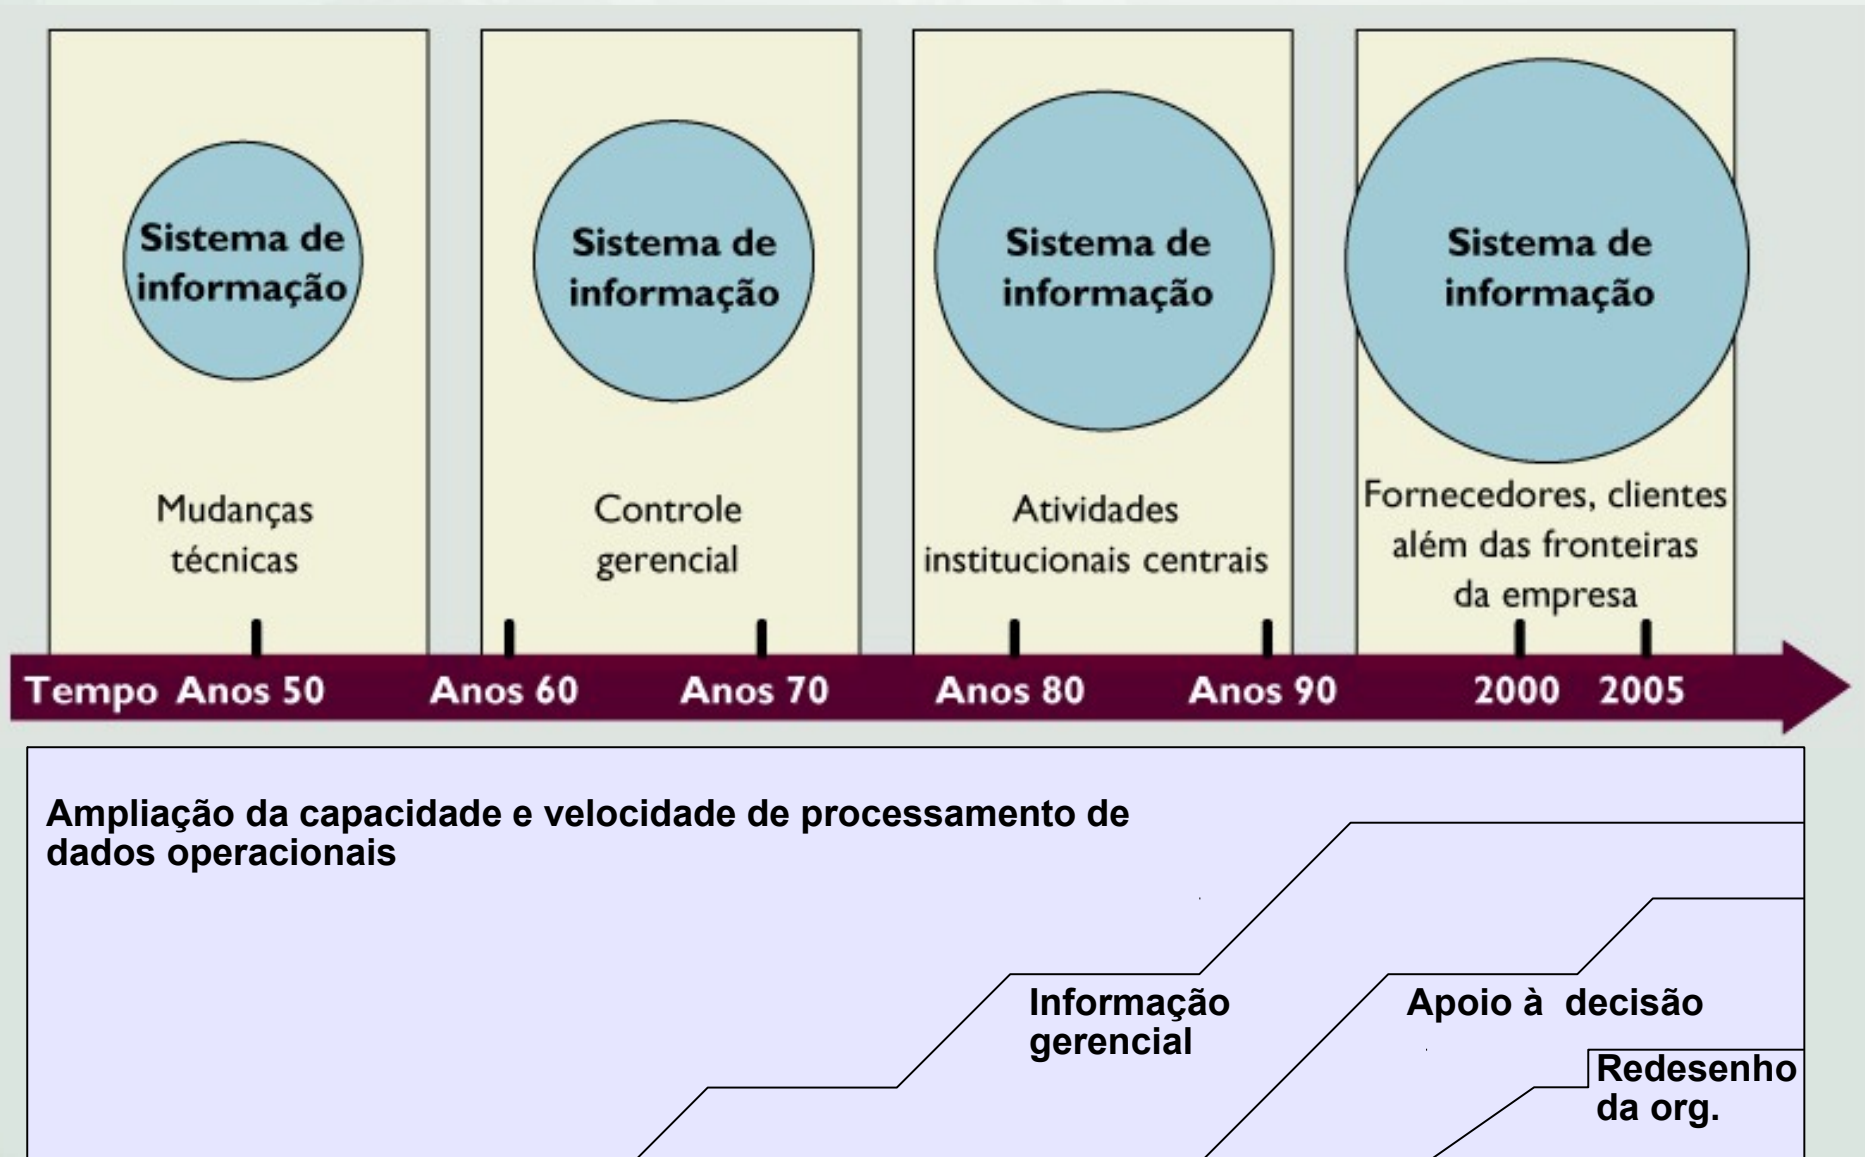 Sistema de
informação
Mudanças
técnicas
Sistema de
informação
Controle
gerencial
Sistema de
informação
Atividades
institucionais centrais
Sistema de
informação
Fornecedores, clientes
além das fronteiras
da empresa
Tempo Anos 50 Anos 60 Anos 70 Anos 80 Anos 90 2000 2005
Ampliação da capacidade e velocidade de processamento de
dados operacionais
Informação
gerencial
Apoio à decisão
Redesenho
da org.